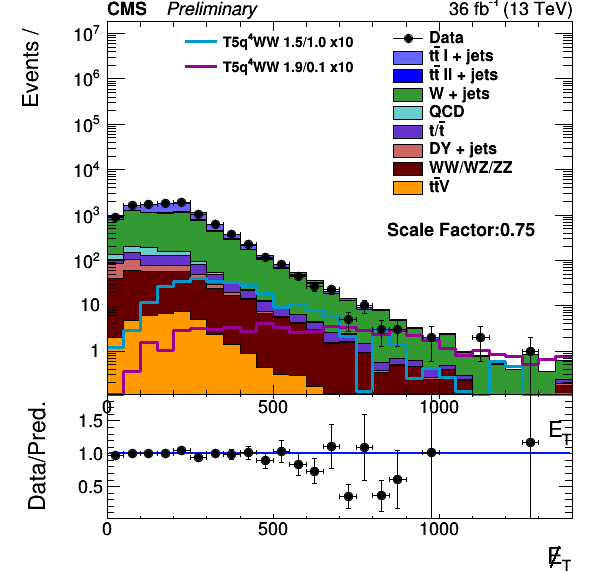 CMS Preliminary 36 fb⁻¹ (13 TeV)
Events /
10⁷
10⁶
10⁵
10⁴
10³
10²
10
1
T5q⁴WW 1.5/1.0 x10
T5q⁴WW 1.9/0.1 x10
Data
tt̄ l + jets
tt̄ ll + jets
W + jets
QCD
t/t̄
DY + jets
WW/WZ/ZZ
tt̄V
Scale Factor:0.75
0 500 1000
E̸_T
Data/Pred.
1.5
1.0
0.5
0 500 1000
E̸_T